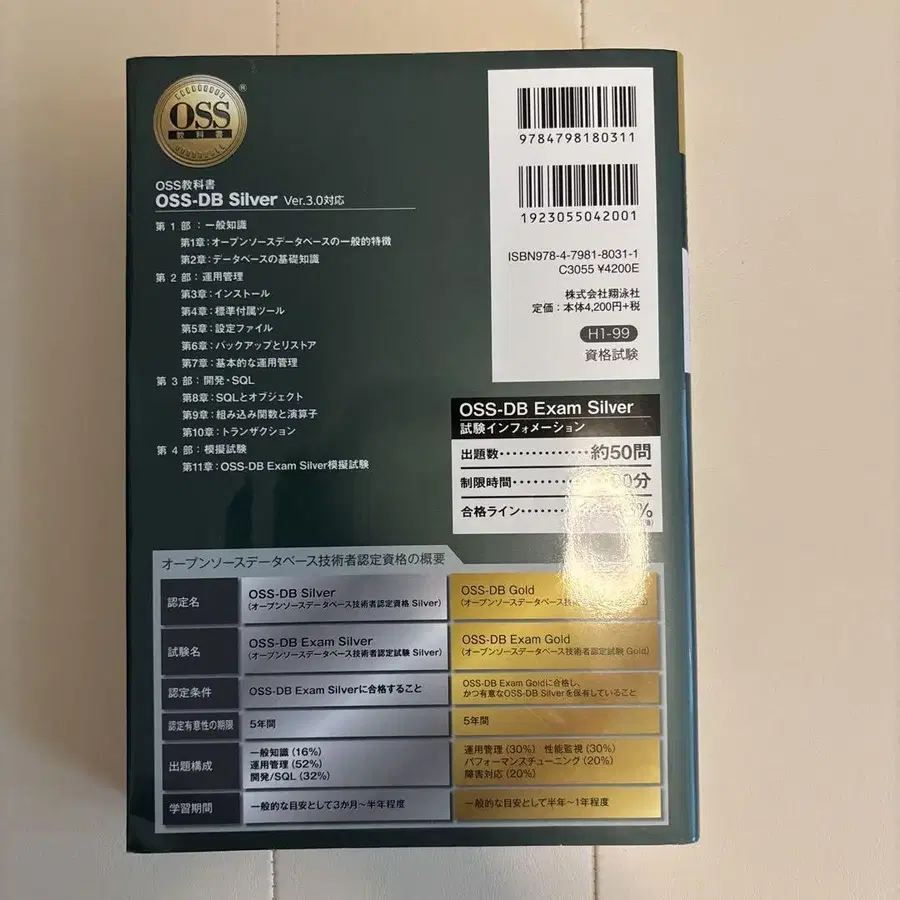 OSS
教科書
®
OSS教科書
OSS-DB Silver Ver.3.0対応
第1部：一般知識
第1章：オープンソースデータベースの一般的特徴
第2章：データベースの基礎知識
第2部：運用管理
第3章：インストール
第4章：標準付属ツール
第5章：設定ファイル
第6章：バックアップとリストア
第7章：基本的な運用管理
第3部：開発・SQL
第8章：SQLとオブジェクト
第9章：組み込み関数と演算子
第10章：トランザクション
第4部：模擬試験
第11章：OSS-DB Exam Silver模擬試験
9784798180311
1923055042001
ISBN978-4-7981-8031-1
C3055 ¥4200E
株式会社翔泳社
定価：本体4,200円+税
H1-99
資格試験
OSS-DB Exam Silver
試験インフォメーション
出題数･･････････････約50問
制限時間･･････････0分
合格ライン･･･････%
オープンソースデータベース技術者認定資格の概要
認定名
OSS-DB Silver
(オープンソースデータベース技術者認定資格 Silver)
OSS-DB Gold
(オープンソースデータベース技術
試験名
OSS-DB Exam Silver
(オープンソースデータベース技術者認定試験 Silver)
OSS-DB Exam Gold
(オープンソースデータベース技術者認定試験 Gold)
認定条件
OSS-DB Exam Silverに合格すること
OSS-DB Exam Goldに合格し、
かつ有意なOSS-DB Silverを保有していること
認定有意性の期限
5年間
5年間
出題構成
一般知識 (16%)
運用管理 (52%)
開発/SQL (32%)
運用管理 (30%) 性能監視 (30%)
パフォーマンスチューニング (20%)
障害対応 (20%)
学習期間
一般的な目安として3か月～半年程度
一般的な目安として半年～1年程度